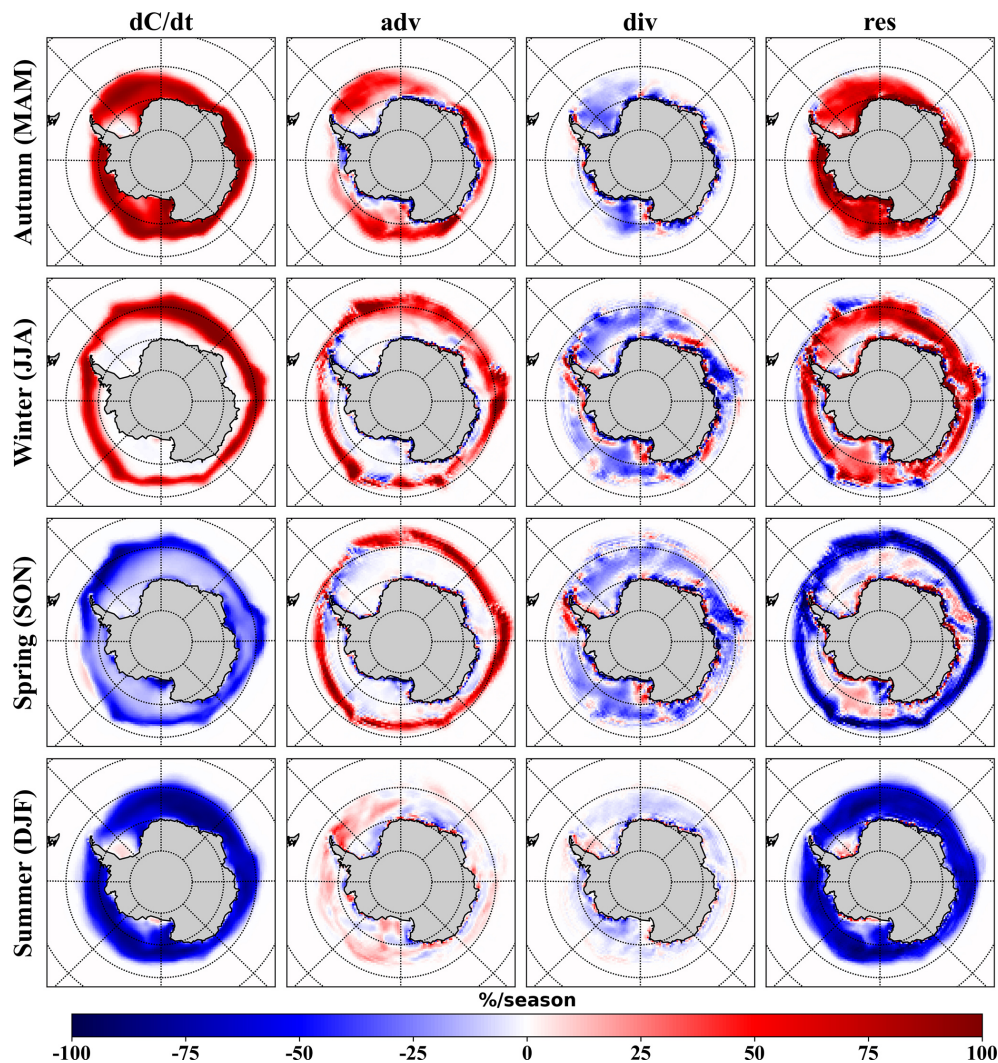 dC/dt adv div res
Autumn (MAM)
Winter (JJA)
Spring (SON)
Summer (DJF)
%/season
-100 -75 -50 -25 0 25 50 75 100